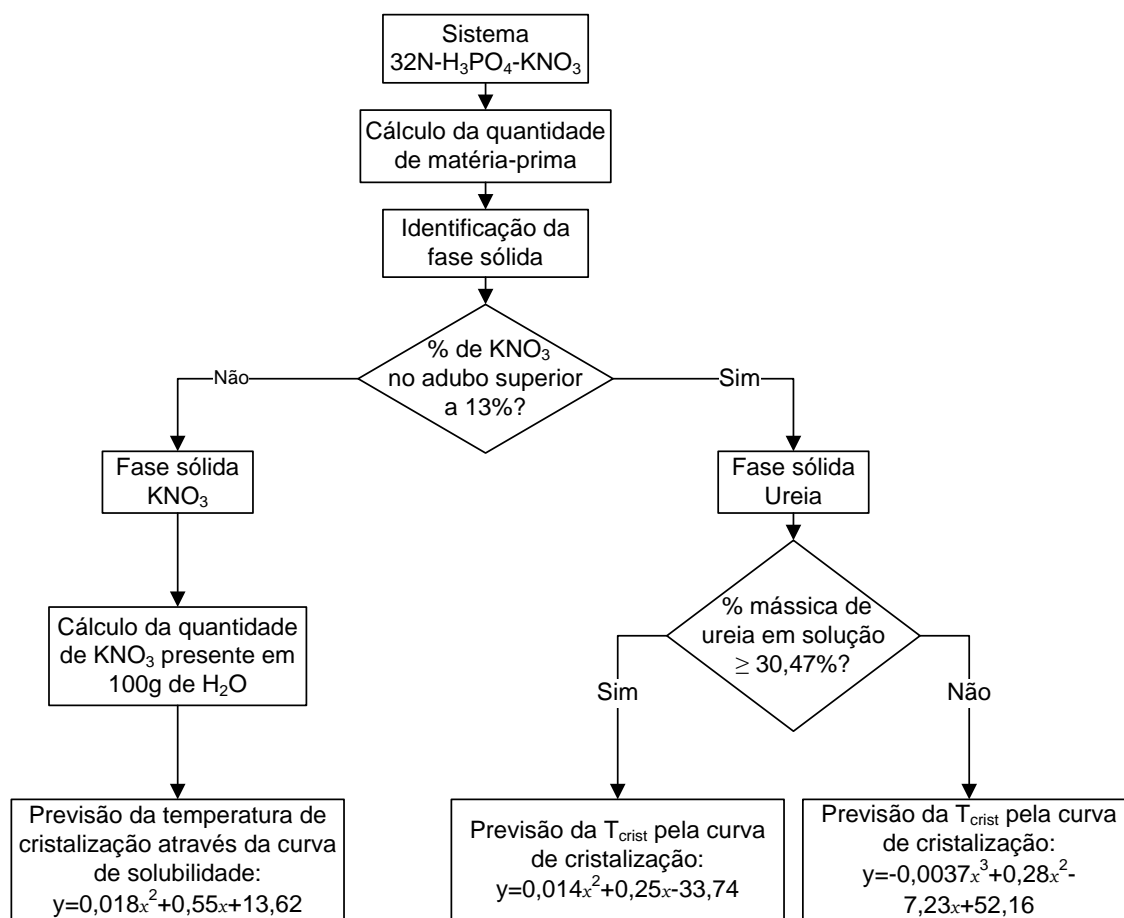 Sistema
32N-H₃PO₄-KNO₃
Cálculo da quantidade
de matéria-prima
Identificação da
fase sólida
% de KNO₃
no adubo superior
a 13%?
Não
Sim
Fase sólida
KNO₃
Fase sólida
Ureia
Cálculo da quantidade
de KNO₃ presente em
100g de H₂O
% mássica de
ureia em solução
≥ 30,47%?
Sim
Não
Previsão da temperatura de
cristalização através da curva
de solubilidade:
y=0,018x²+0,55x+13,62
Previsão da T꜀ᵣᵢₛₜ pela curva
de cristalização:
y=0,014x²+0,25x-33,74
Previsão da T꜀ᵣᵢₛₜ pela curva
de cristalização:
y=-0,0037x³+0,28x²-
7,23x+52,16